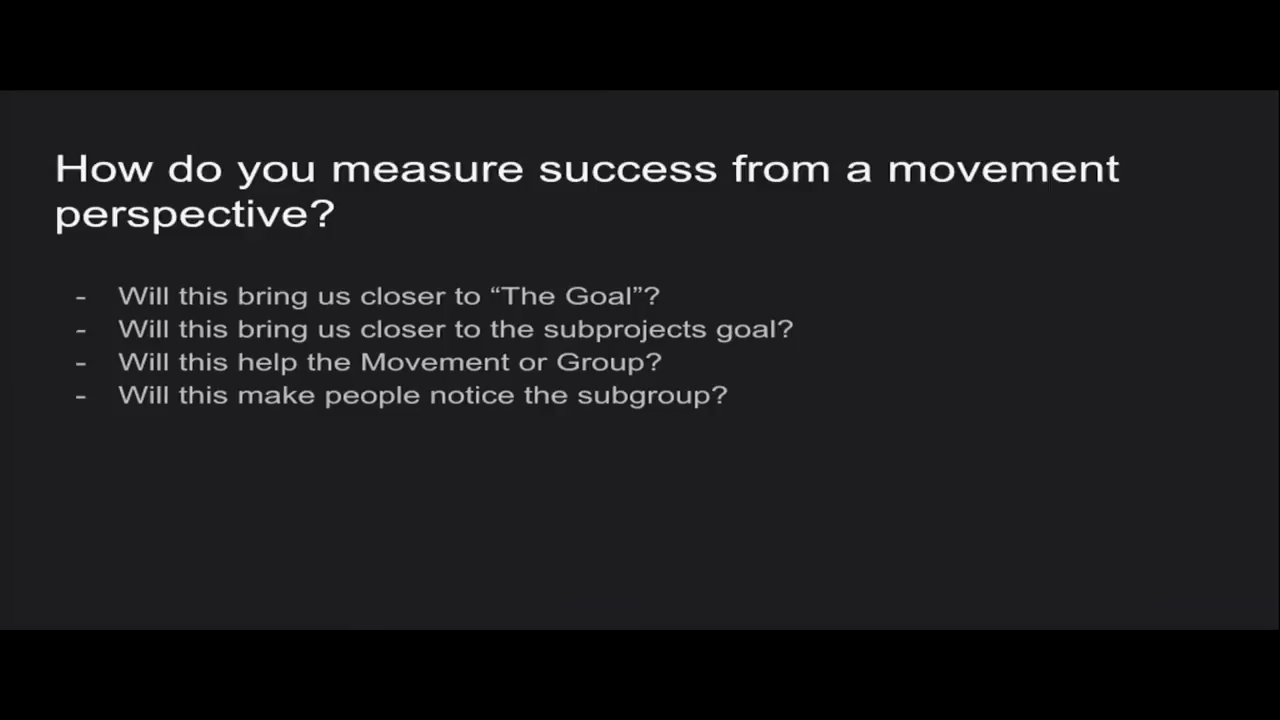 How do you measure success from a movement
perspective?
- Will this bring us closer to “The Goal”?
- Will this bring us closer to the subprojects goal?
- Will this help the Movement or Group?
- Will this make people notice the subgroup?